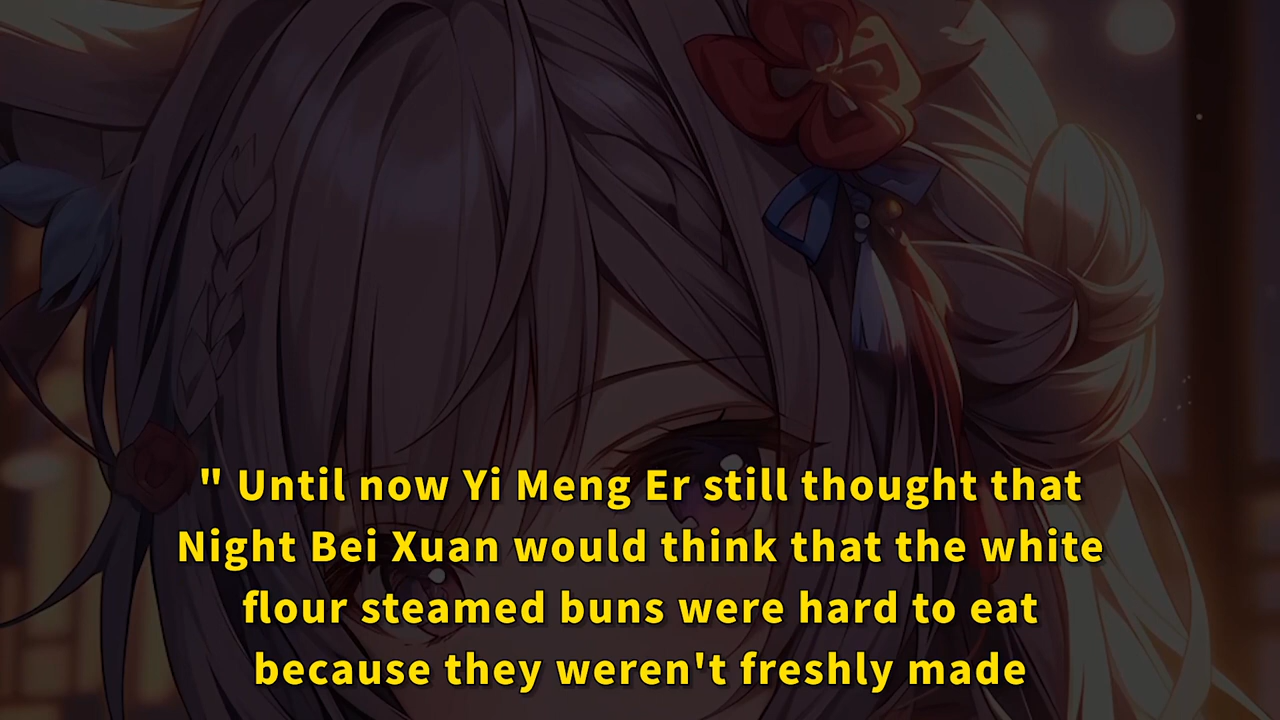 " Until now Yi Meng Er still thought that
Night Bei Xuan would think that the white
flour steamed buns were hard to eat
because they weren't freshly made